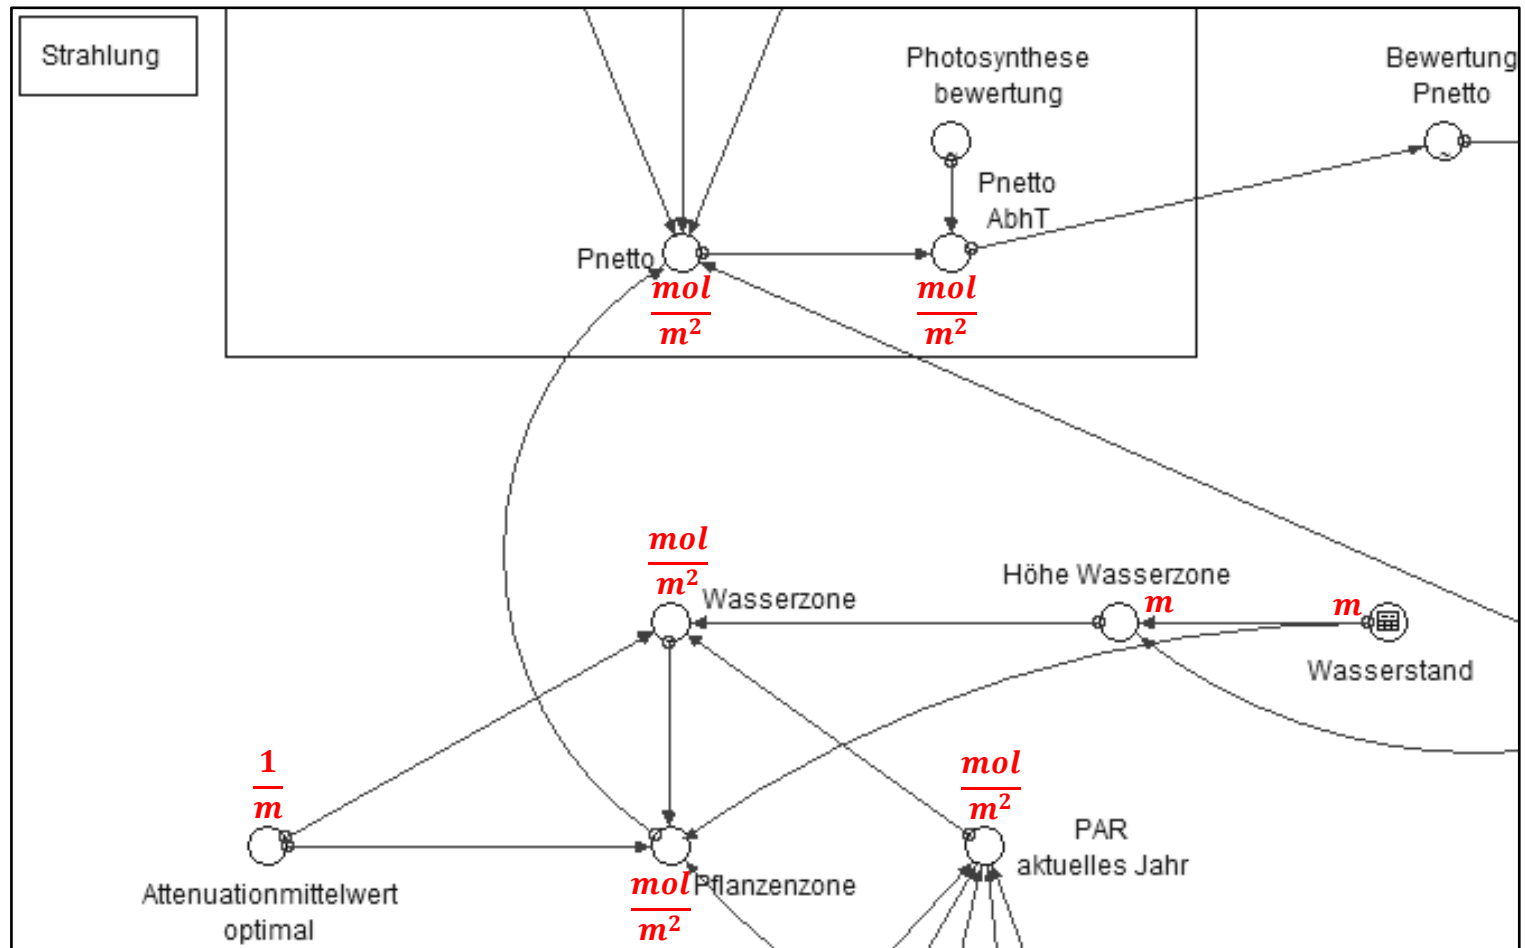 Strahlung
Photosynthese
bewertung
Bewertung
Pnetto
Pnetto
AbhT
Pnetto
mol
m²
mol
m²
mol
m²
Wasserzone
Höhe Wasserzone
m
m
Wasserstand
1
m
mol
m²
PAR
aktuelles Jahr
Attenuationmittelwert
optimal
mol
m²
Pflanzenzone